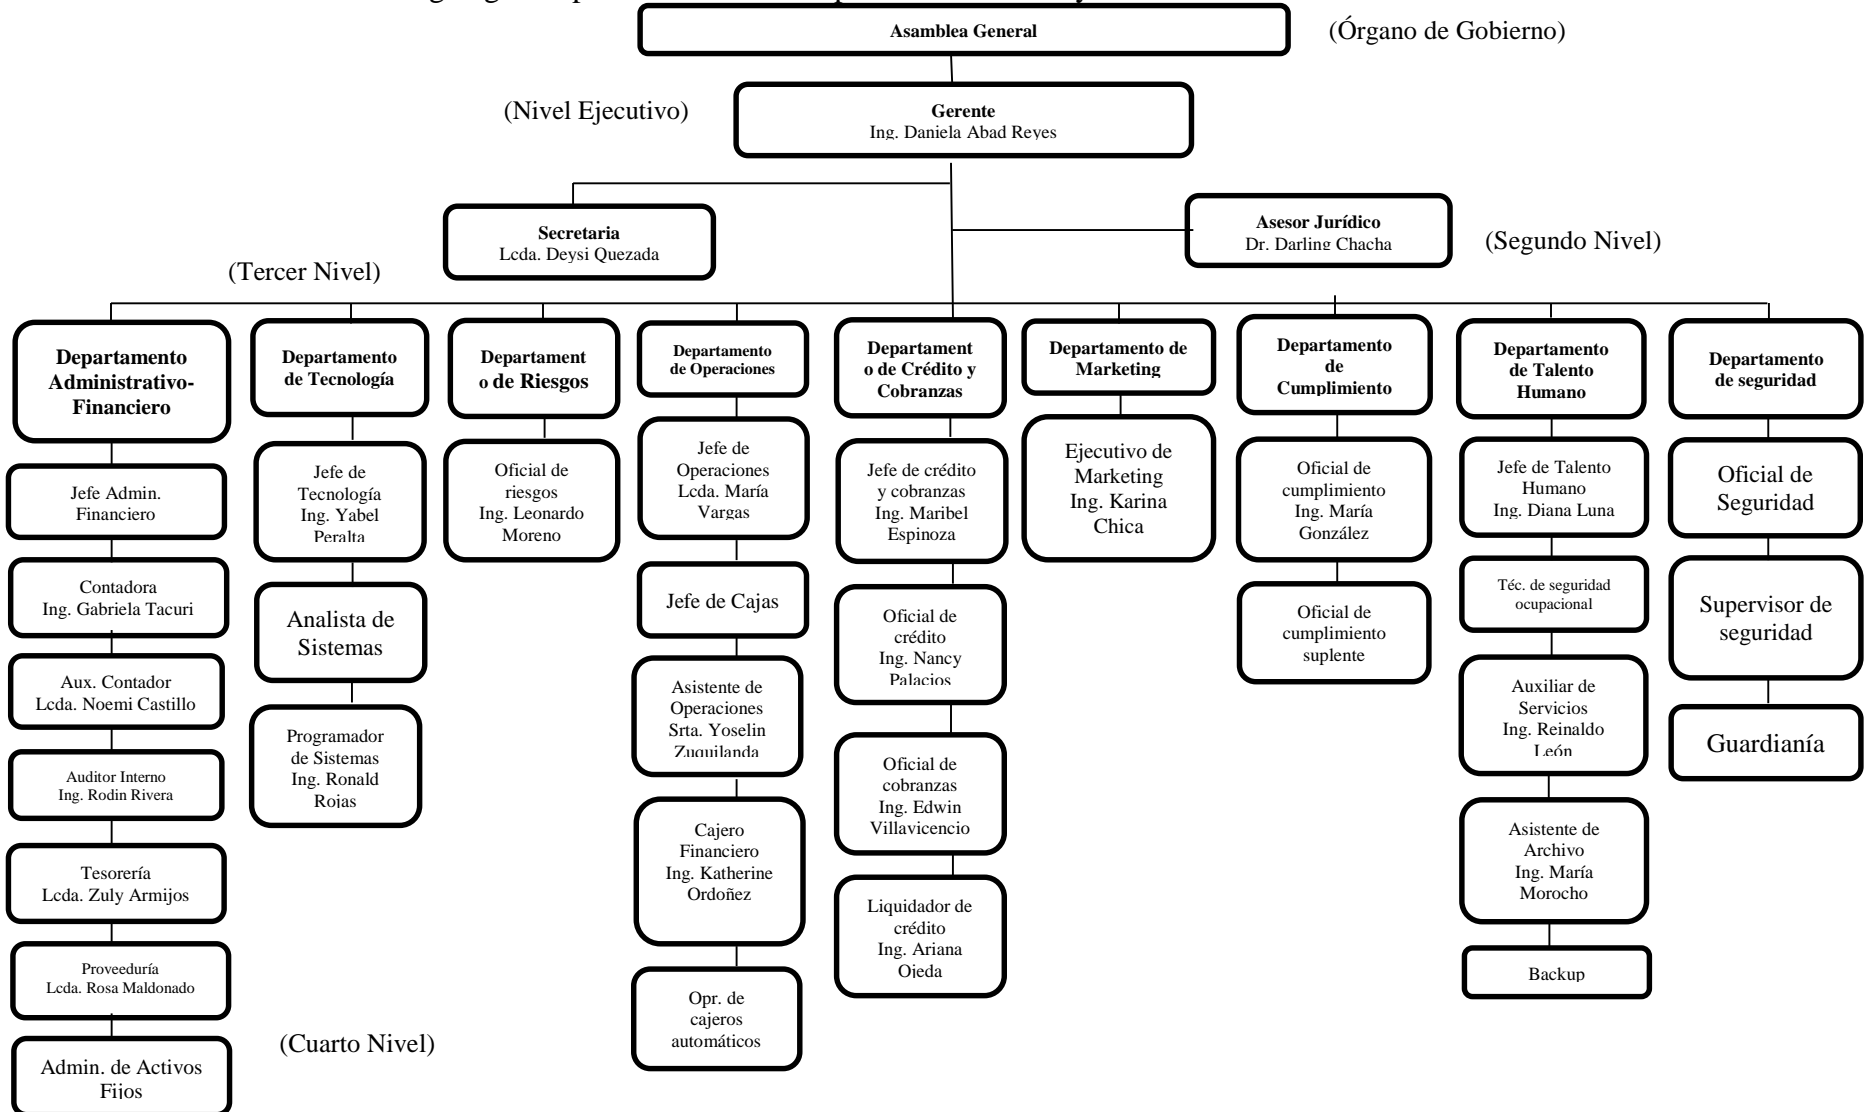 Asamblea General
(Órgano de Gobierno)
(Nivel Ejecutivo)
Gerente
Ing. Daniela Abad Reyes
Secretaria
Lcda. Deysi Quezada
Asesor Jurídico
Dr. Darling Chacha
(Segundo Nivel)
(Tercer Nivel)
Departamento
Administrativo-
Financiero
Jefe Admin.
Financiero
Contadora
Ing. Gabriela Tacuri
Aux. Contador
Lcda. Noemi Castillo
Auditor Interno
Ing. Rodin Rivera
Tesorería
Lcda. Zuly Armijos
Proveeduría
Lcda. Rosa Maldonado
Admin. de Activos
Fijos
Departamento
de Tecnología
Jefe de
Tecnología
Ing. Yabel
Peralta
Analista de
Sistemas
Programador
de Sistemas
Ing. Ronald
Rojas
Departament
o de Riesgos
Oficial de
riesgos
Ing. Leonardo
Moreno
Departamento
de Operaciones
Jefe de
Operaciones
Lcda. María
Vargas
Jefe de Cajas
Asistente de
Operaciones
Srta. Yoselin
Zuquilanda
Cajero
Financiero
Ing. Katherine
Ordoñez
Opr. de
cajeros
automáticos
Departament
o de Crédito y
Cobranzas
Jefe de crédito
y cobranzas
Ing. Maribel
Espinoza
Oficial de
crédito
Ing. Nancy
Palacios
Oficial de
cobranzas
Ing. Edwin
Villavicencio
Liquidador de
crédito
Ing. Ariana
Ojeda
Departamento de
Marketing
Ejecutivo de
Marketing
Ing. Karina
Chica
Departamento
de
Cumplimiento
Oficial de
cumplimiento
Ing. María
González
Oficial de
cumplimiento
suplente
Departamento
de Talento
Humano
Jefe de Talento
Humano
Ing. Diana Luna
Téc. de seguridad
ocupacional
Auxiliar de
Servicios
Ing. Reinaldo
León
Asistente de
Archivo
Ing. María
Morocho
Backup
Departamento
de seguridad
Oficial de
Seguridad
Supervisor de
seguridad
Guardianía
(Cuarto Nivel)